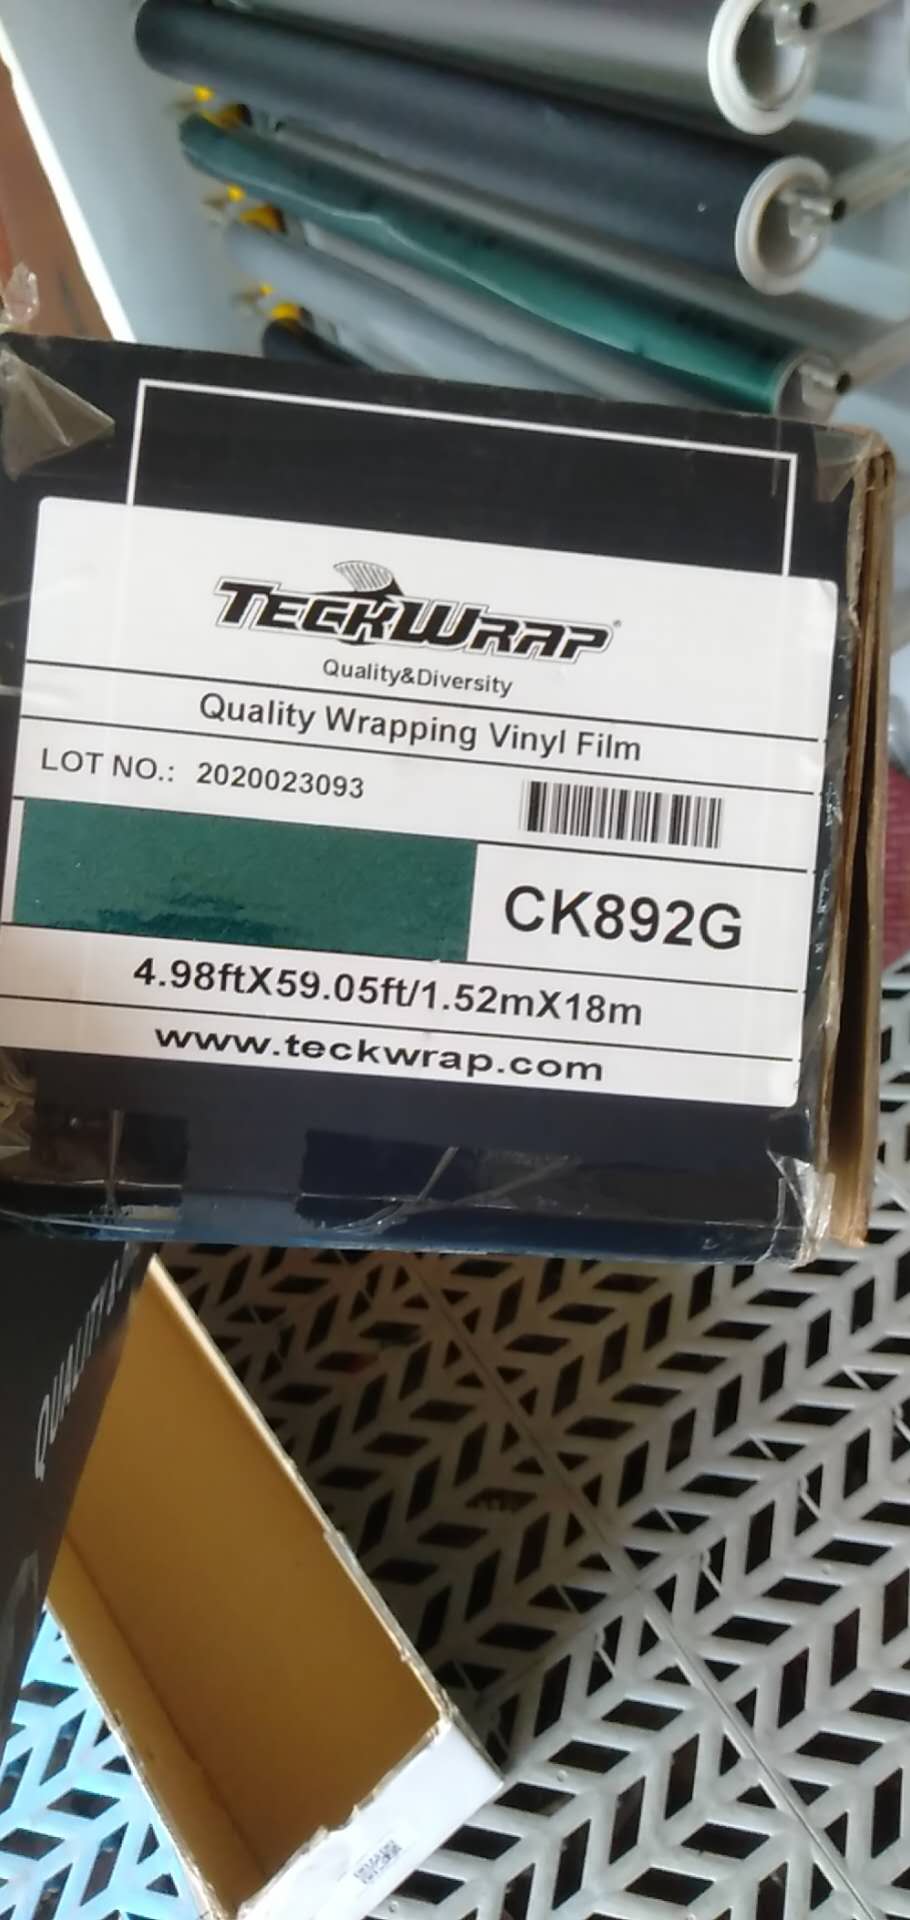 TECKWRAP®
Quality&Diversity
Quality Wrapping Vinyl Film
LOT NO.: 2020023093
CK892G
4.98ftX59.05ft/1.52mX18m
www.teckwrap.com